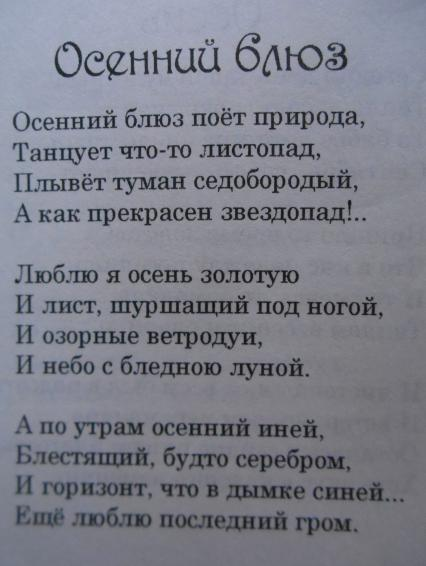 Осенний блюз
Осенний блюз поёт природа,
Танцует что-то листопад,
Плывёт туман седобородый,
А как прекрасен звездопад!..
Люблю я осень золотую
И лист, шуршащий под ногой,
И озорные ветродуи,
И небо с бледною луной.
А по утрам осенний иней,
Блестящий, будто серебром,
И горизонт, что в дымке синей...
Ещё люблю последний гром.